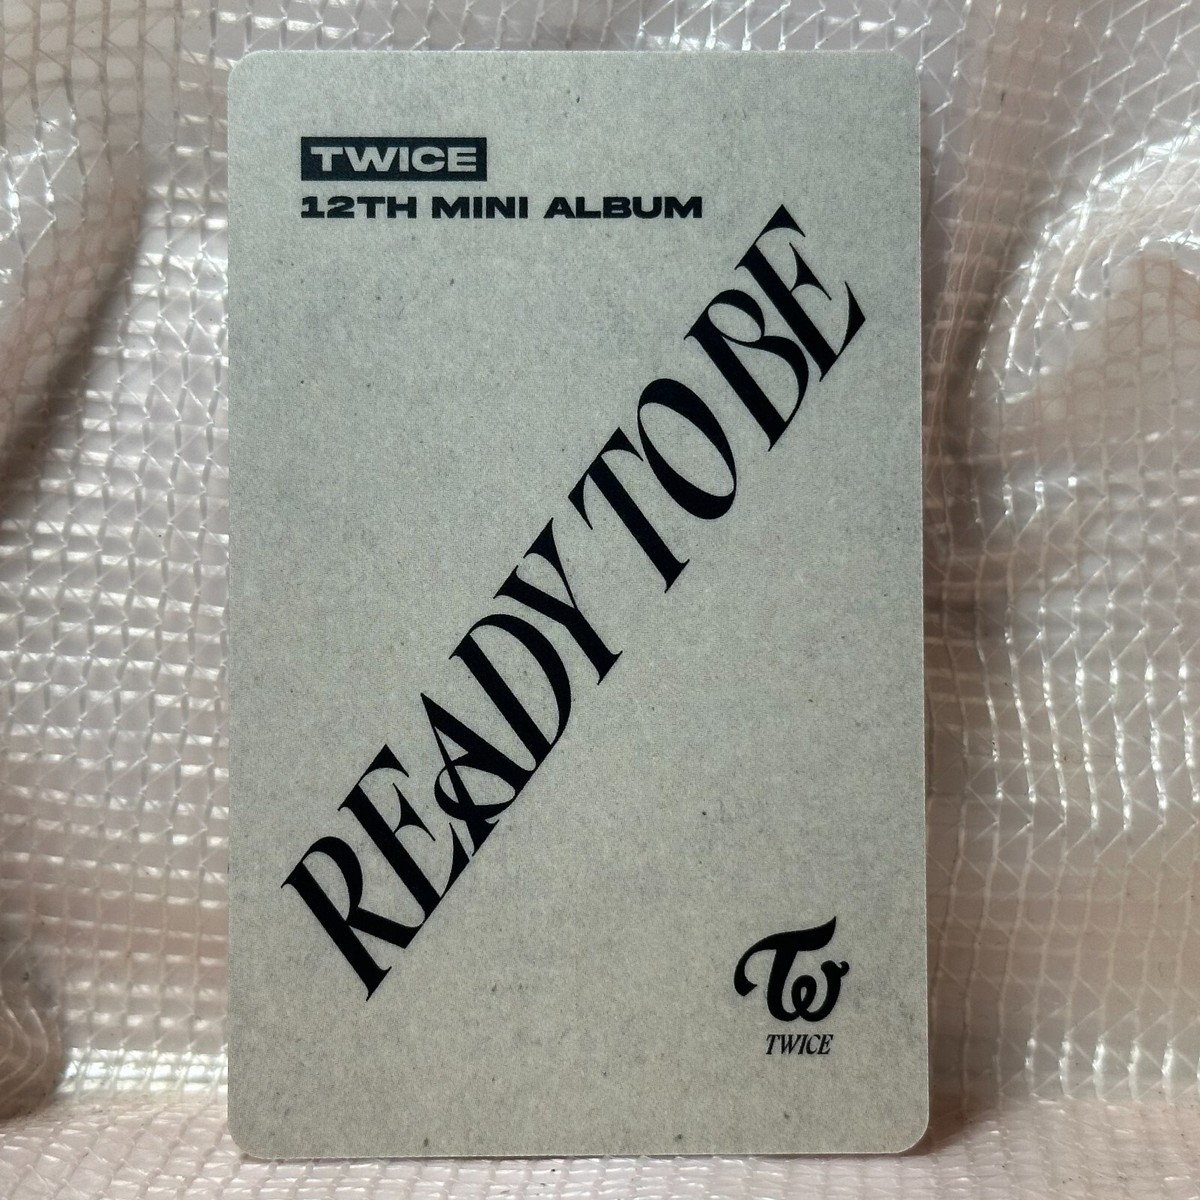 TWICE
12TH MINI ALBUM
READY TO BE
TWICE